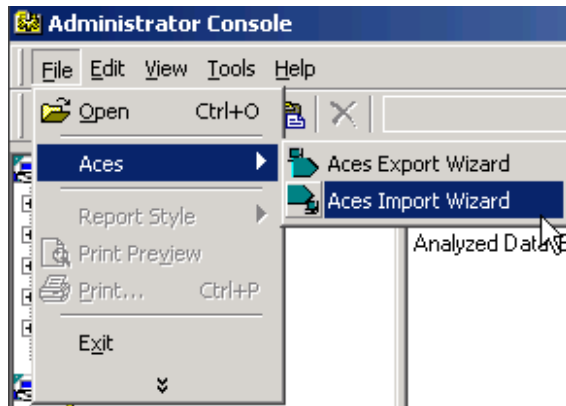 Administrator Console
File Edit View Tools Help
Open Ctrl+O
Aces
Aces Export Wizard
Aces Import Wizard
Report Style
Print Preview
Analyzed Data
Print... Ctrl+P
Exit